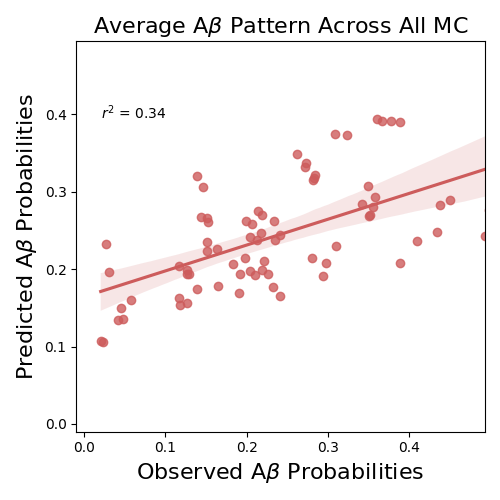 Average Aβ Pattern Across All MC
r² = 0.34
Predicted Aβ Probabilities
0.4
0.3
0.2
0.1
0.0
0.0 0.1 0.2 0.3 0.4
Observed Aβ Probabilities